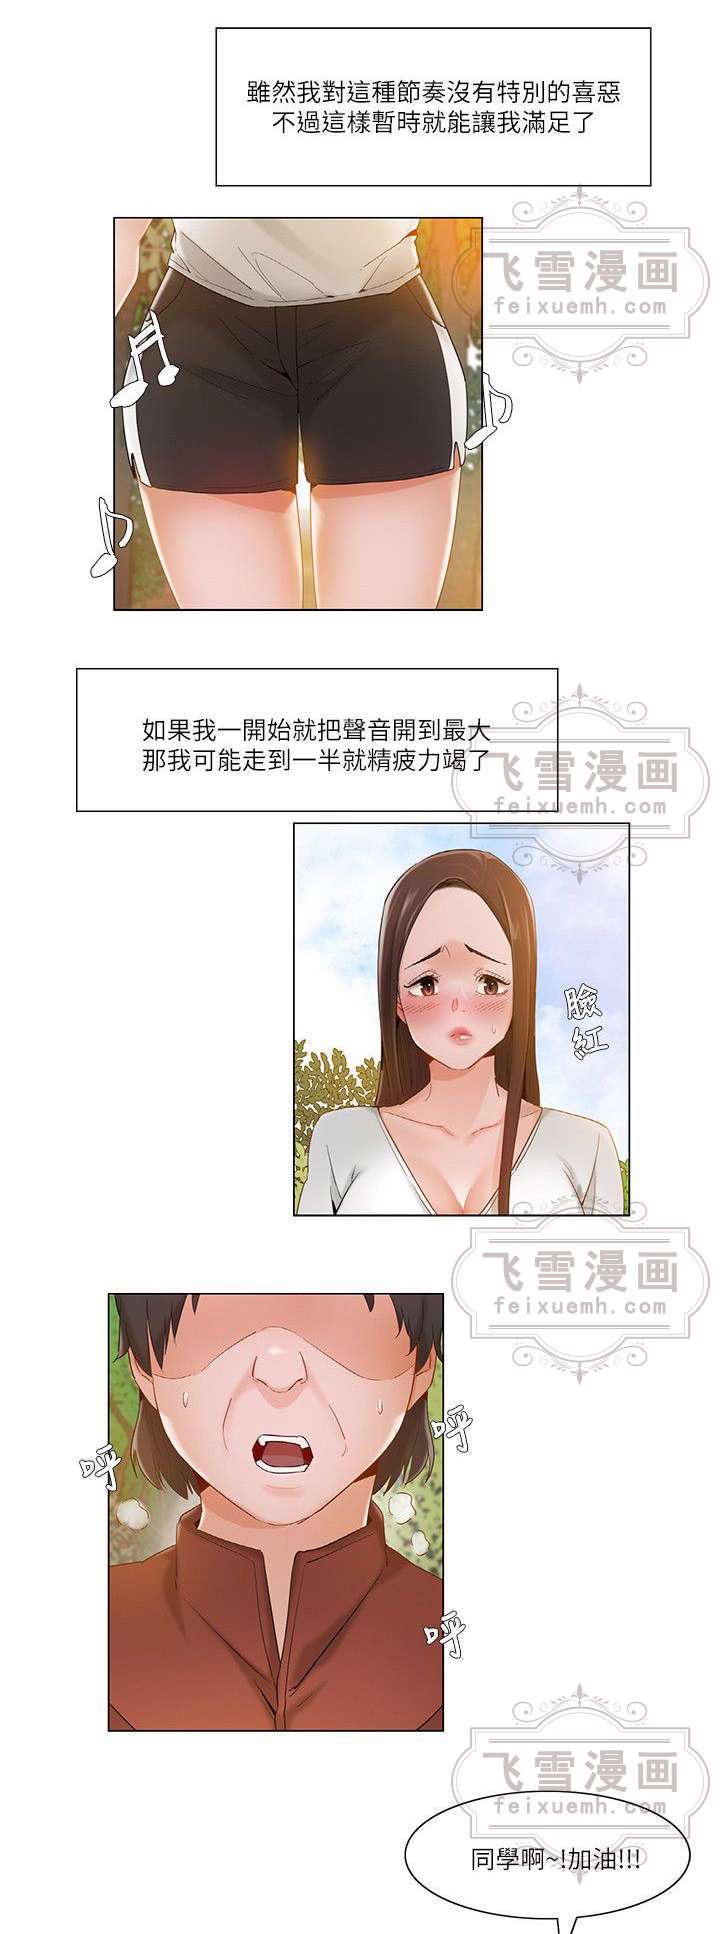 雖然我對這種節奏沒有特別的喜惡
不過這樣暫時就能讓我滿足了
飞雪漫画
feixuemh.com
如果我一開始就把聲音開到最大
那我可能走到一半就精疲力竭了
飞雪漫画
feixuemh.com
臉紅
飞雪漫画
feixuemh.com
呼
呼
呼
飞雪漫画
feixuemh.com
同學啊~!加油!!!